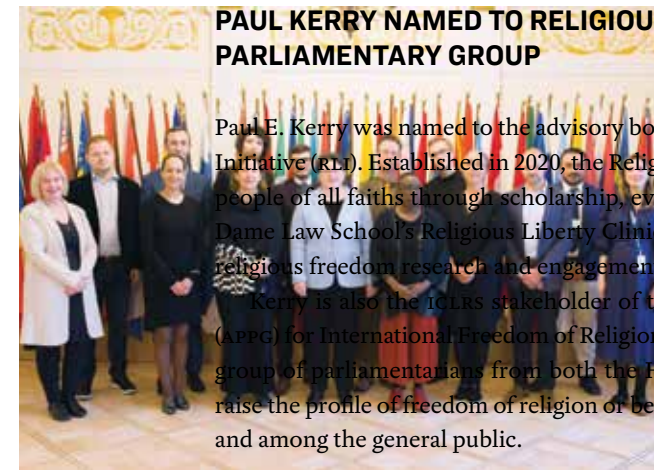 PAUL KERRY NAMED TO RELIGIOU
PARLIAMENTARY GROUP
Paul E. Kerry was named to the advisory bo
Initiative (RLI). Established in 2020, the Relig
people of all faiths through scholarship, ev
Dame Law School's Religious Liberty Clini
religious freedom research and engagemen
Kerry is also the ICLRS stakeholder of t
(APPG) for International Freedom of Religion
group of parliamentarians from both the H
raise the profile of freedom of religion or be
and among the general public.